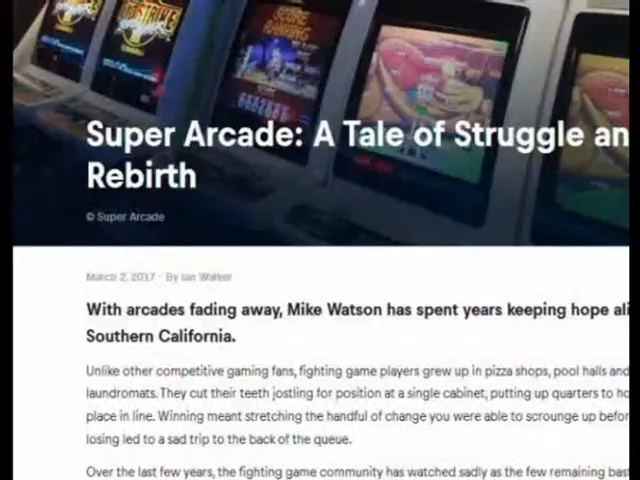 Super Arcade: A Tale of Struggle an
Rebirth
© Super Arcade
March 2, 2017 - By Ian Walker
With arcades fading away, Mike Watson has spent years keeping hope ali
Southern California.
Unlike other competitive gaming fans, fighting game players grew up in pizza shops, pool halls and
laundromats. They cut their teeth jostling for position at a single cabinet, putting up quarters to ho
place in line. Winning meant stretching the handful of change you were able to scrounge up befor
losing led to a sad trip to the back of the queue.
Over the last few years, the fighting game community has watched sadly as the few remaining bast